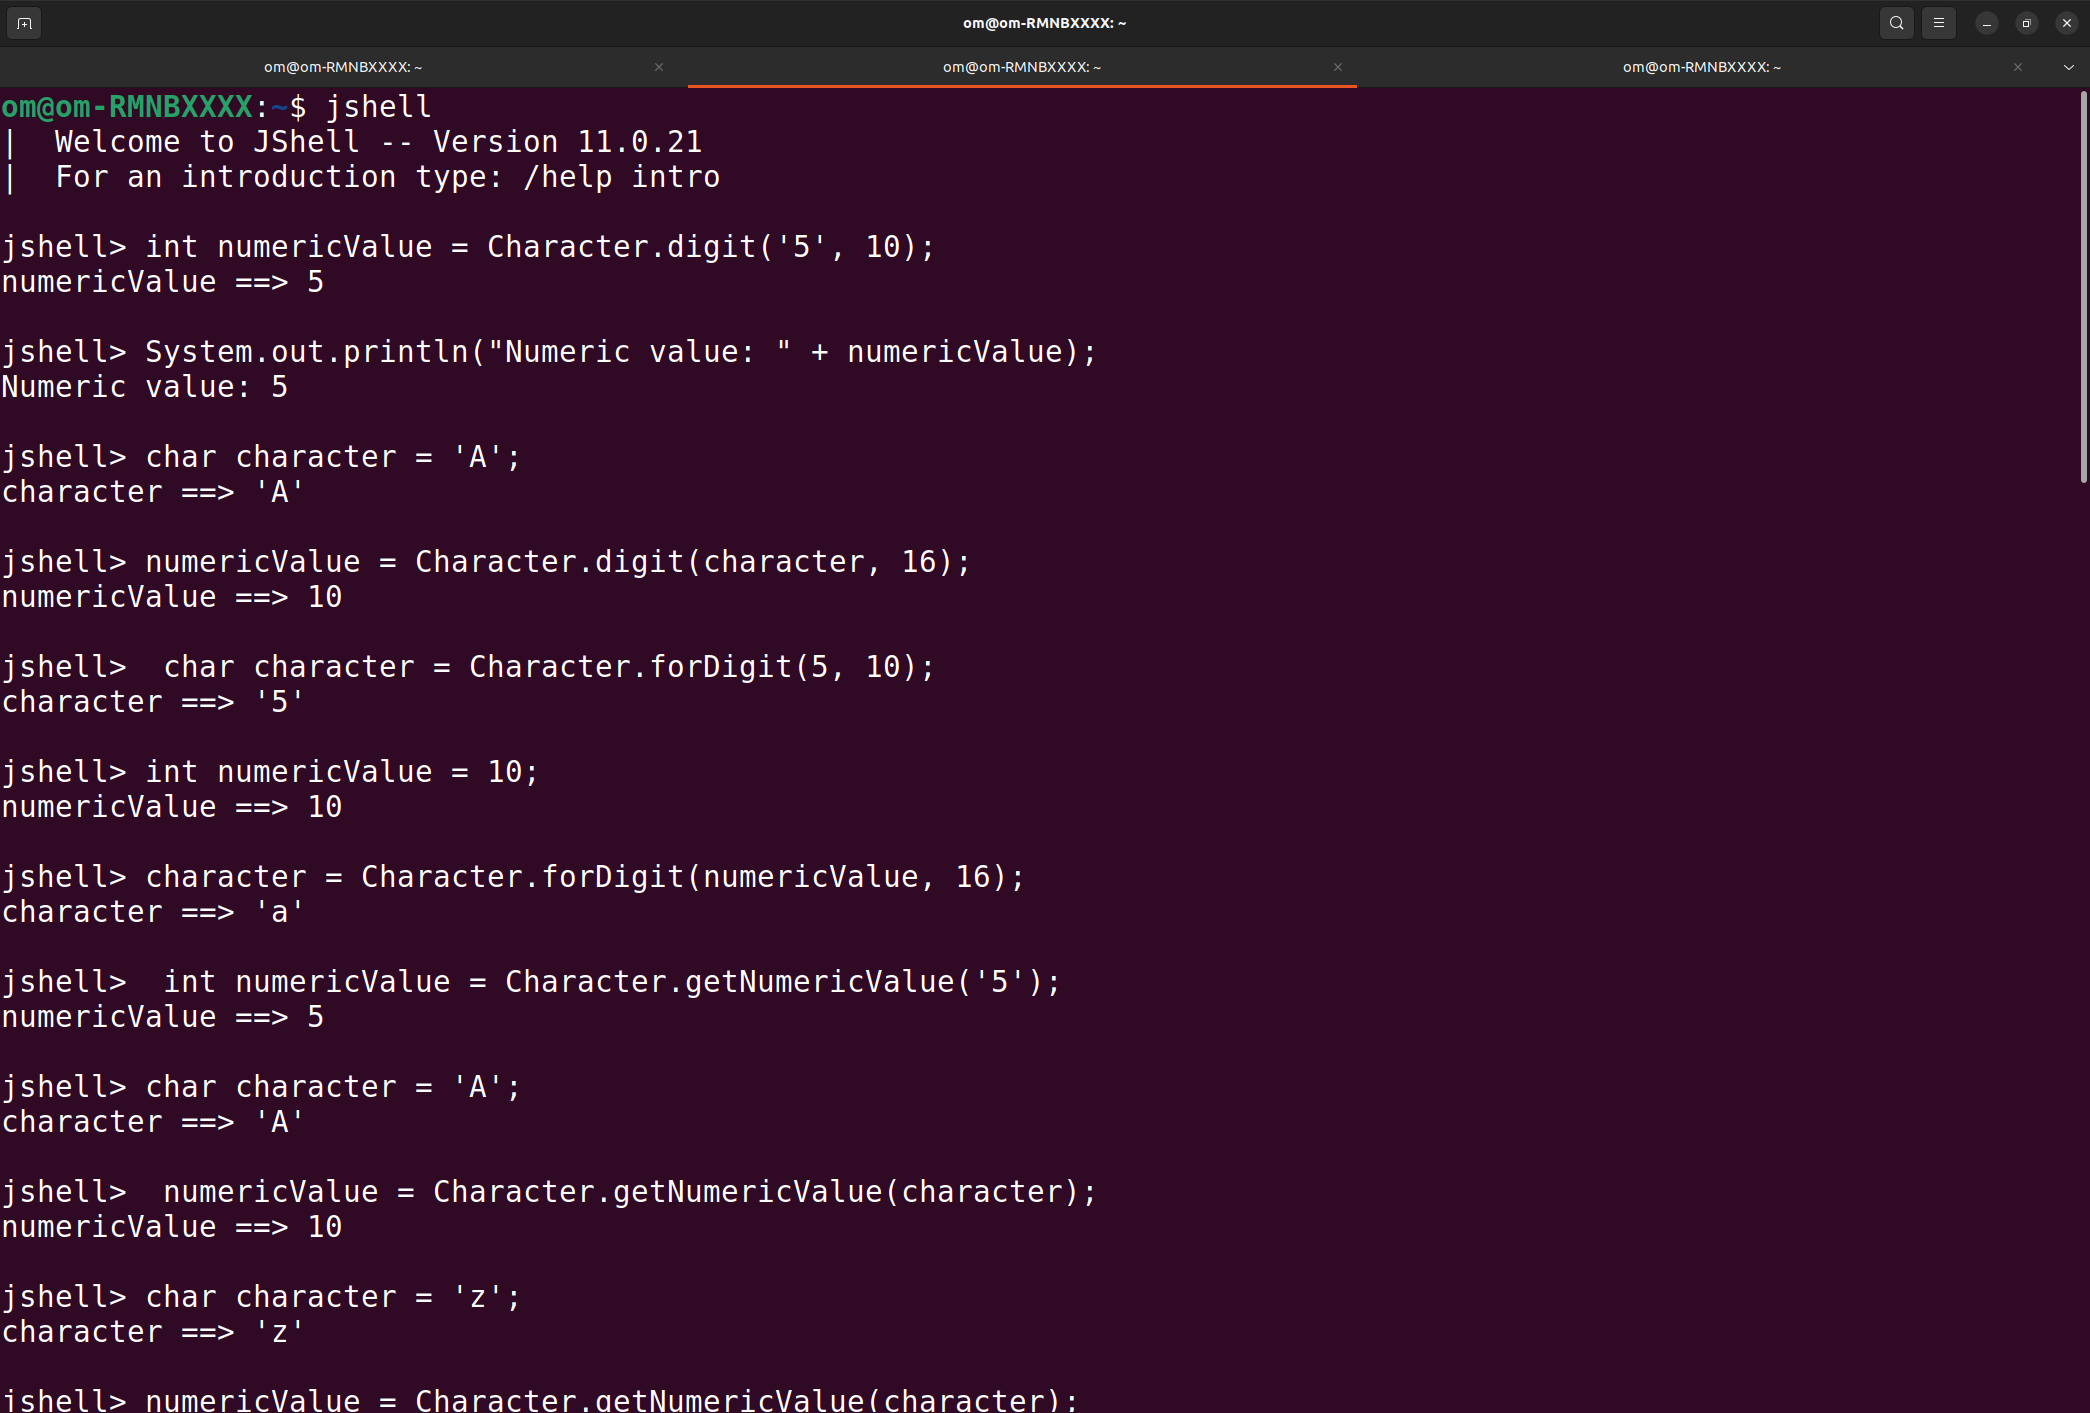 om@om-RMNBXXXX: ~
om@om-RMNBXXXX: ~ om@om-RMNBXXXX: ~ om@om-RMNBXXXX: ~
om@om-RMNBXXXX:~$ jshell
|  Welcome to JShell -- Version 11.0.21
|  For an introduction type: /help intro
jshell> int numericValue = Character.digit('5', 10);
numericValue ==> 5
jshell> System.out.println("Numeric value: " + numericValue);
Numeric value: 5
jshell> char character = 'A';
character ==> 'A'
jshell> numericValue = Character.digit(character, 16);
numericValue ==> 10
jshell>  char character = Character.forDigit(5, 10);
character ==> '5'
jshell> int numericValue = 10;
numericValue ==> 10
jshell> character = Character.forDigit(numericValue, 16);
character ==> 'a'
jshell>  int numericValue = Character.getNumericValue('5');
numericValue ==> 5
jshell> char character = 'A';
character ==> 'A'
jshell>  numericValue = Character.getNumericValue(character);
numericValue ==> 10
jshell> char character = 'z';
character ==> 'z'
jshell> numericValue = Character.getNumericValue(character);